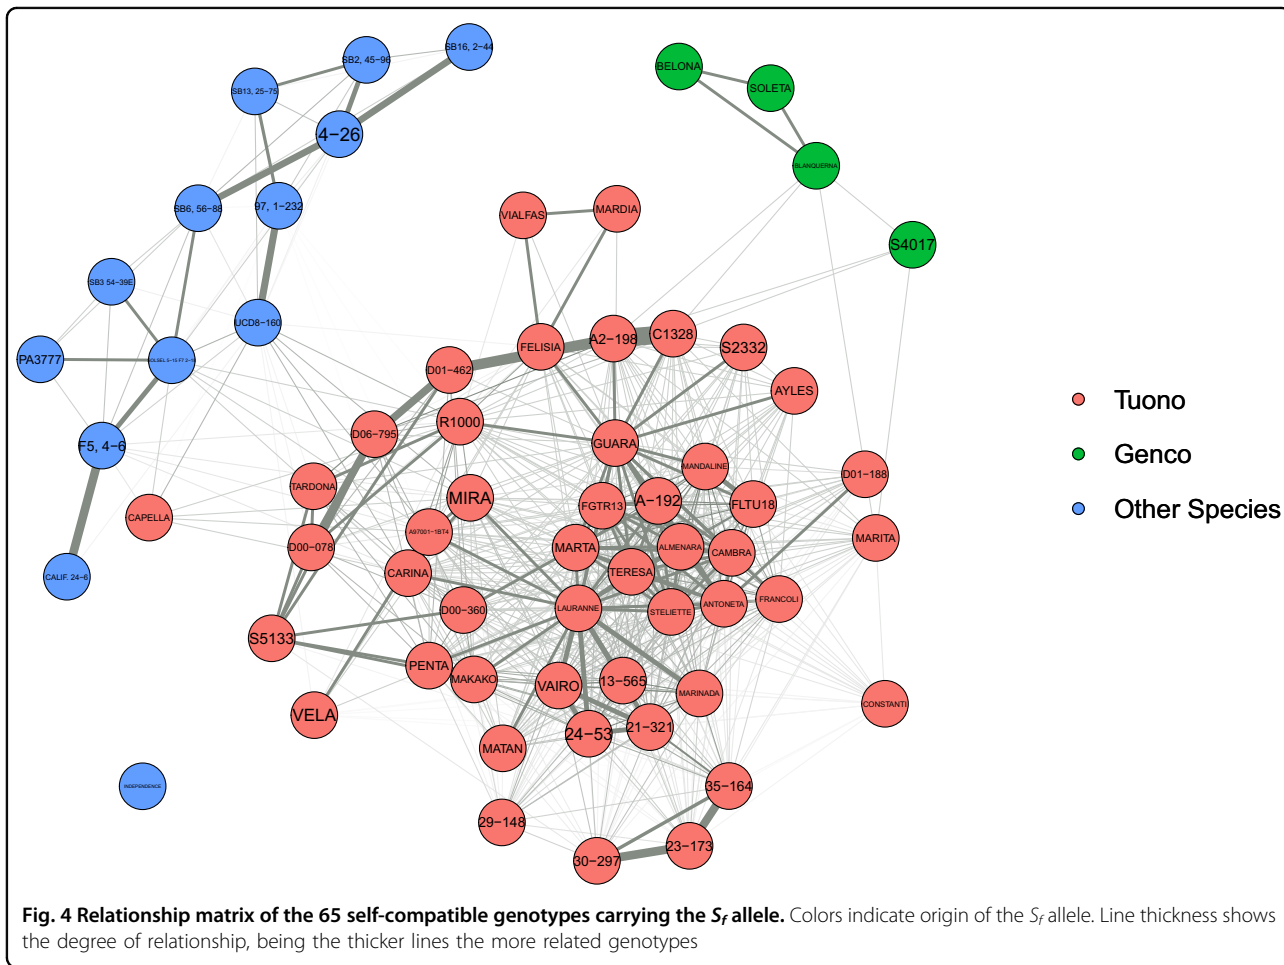 SB16, 2−44
SB2, 45−96
BELONA
SOLETA
SB13, 25−75
4−26
BLANQUERNA
SB6, 56−88
97, 1−232
VIALFAS
MARDIA
S4017
SB3 54−39E
UCD8−160
PA3777
FELISIA
A2−198
C1328
S2332
D01−462
AYLES
Tuono
R1000
D06−795
GUARA
F5, 4−6
Genco
MANDALINE
D01−188
TARDONA
MIRA
FGTR13
A−192
FLTU18
Other Species
CAPELLA
A97001−1BT4
MARITA
D00−078
MARTA
ALMENARA
CAMBRA
CARINA
TERESA
CALIF. 24−6
D00−360
LAURANNE
STELIETTE
ANTONETA
FRANCOLI
S5133
PENTA
MAKAKO
VAIRO
13−565
MARINADA
CONSTANTI
VELA
24−53
21−321
MATAN
INDEPENDENCE
35−164
29−148
30−297
23−173
Fig. 4 Relationship matrix of the 65 self-compatible genotypes carrying the Sf allele. Colors indicate origin of the Sf allele. Line thickness shows
the degree of relationship, being the thicker lines the more related genotypes